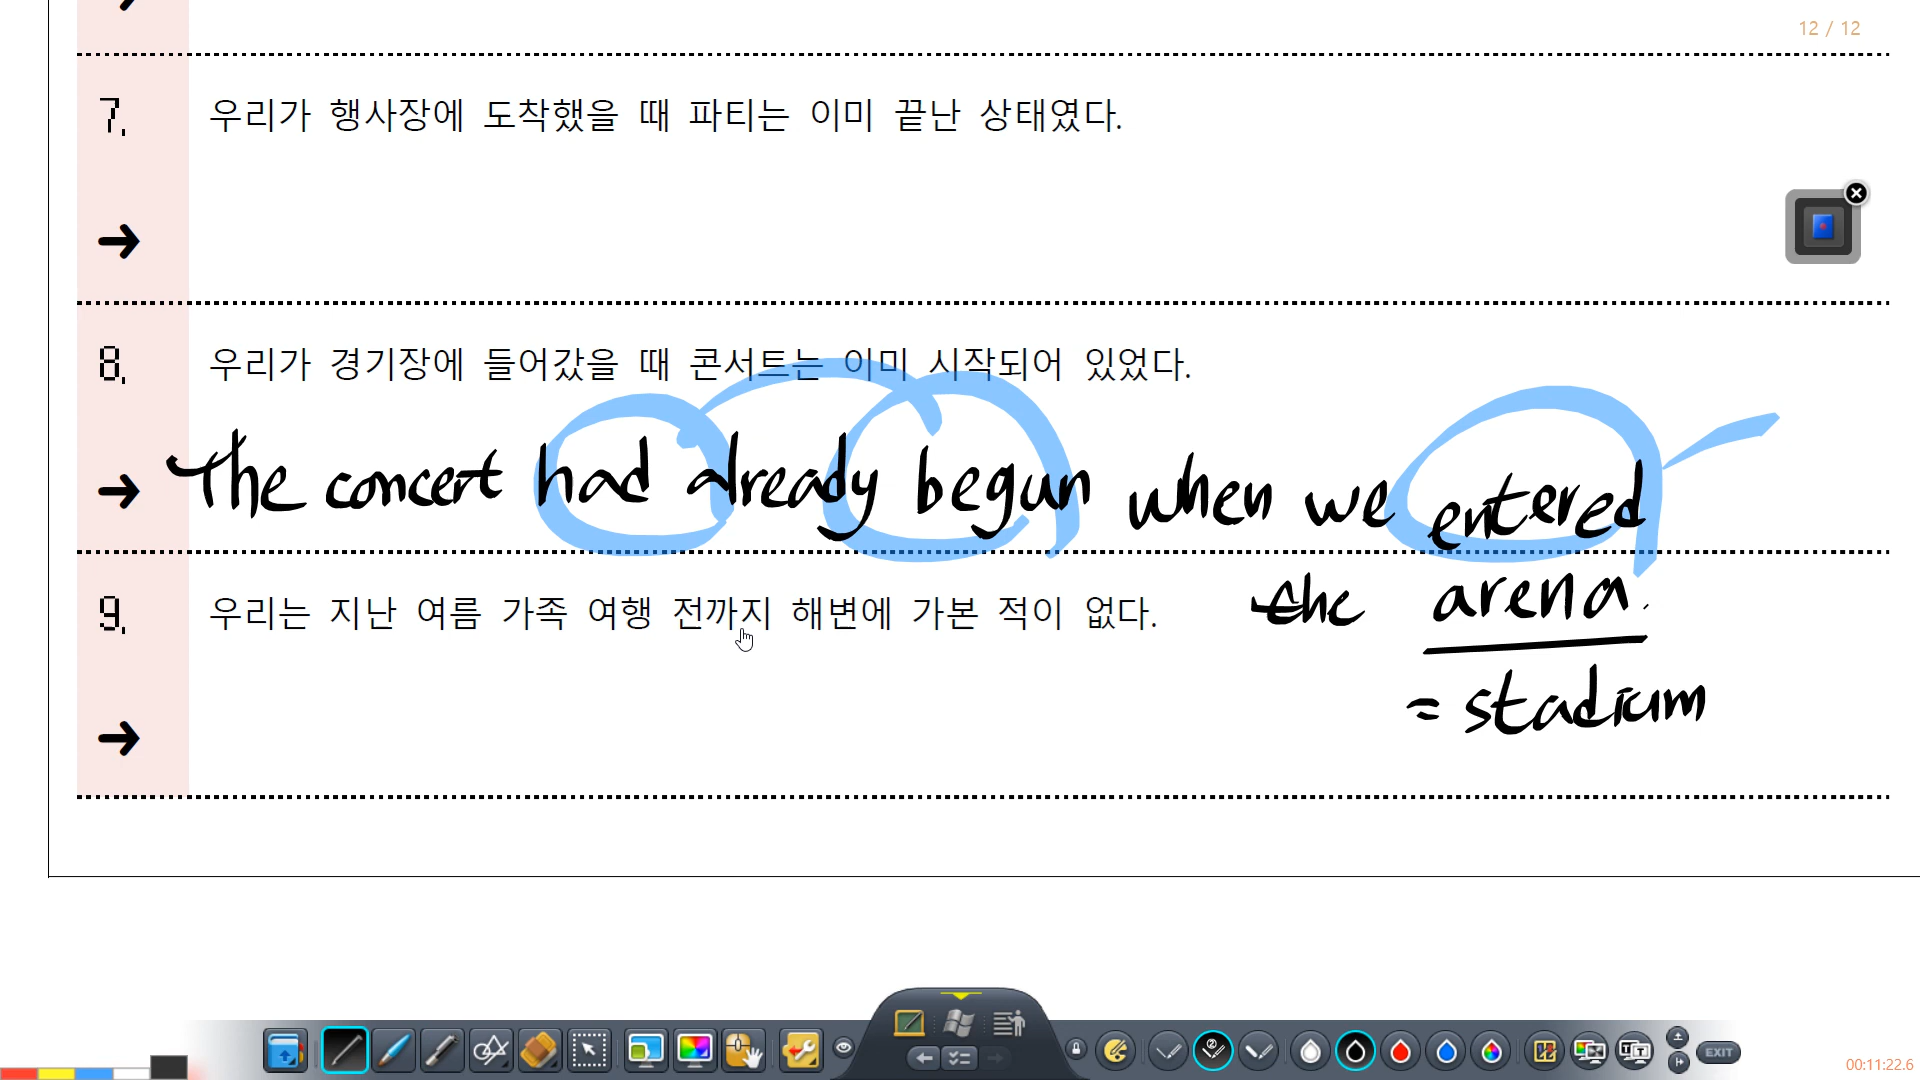 12 / 12
7. 우리가 행사장에 도착했을 때 파티는 이미 끝난 상태였다.
➜
8. 우리가 경기장에 들어갔을 때 콘서트는 이미 시작되어 있었다.
➜ The concert had already begun when we entered
the arena.
= stadium
9. 우리는 지난 여름 가족 여행 전까지 해변에 가본 적이 없다.
➜
EXIT
00:11:22.6